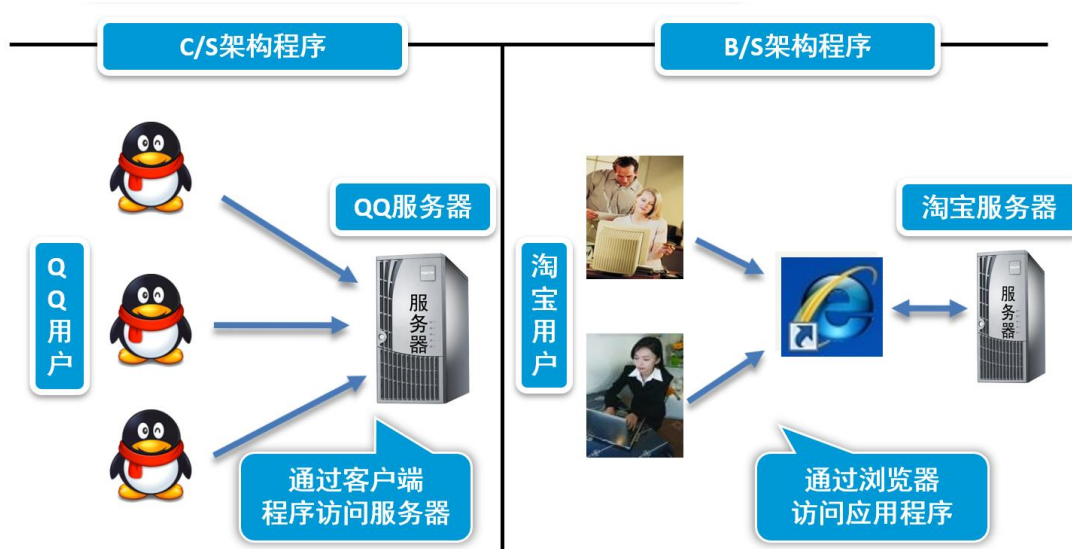 C/S架构程序
B/S架构程序
QQ服务器
淘宝服务器
Q
Q
用
户
服
务
器
淘
宝
用
户
服
务
器
通过客户端
程序访问服务器
通过浏览器
访问应用程序